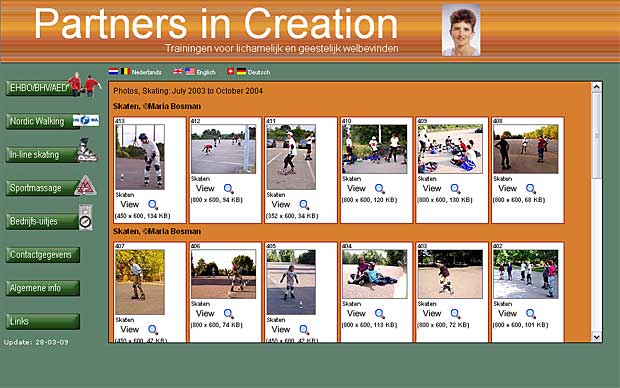 Partners in Creation
Trainingen voor lichamelijk en geestelijk welbevinden
Nederlands English Deutsch
EHBO/BHV/AED*
Nordic Walking
In-line skating
Sportmassage
Bedrijfs-uitjes
Contactgegevens
Algemene info
Links
Update: 28-03-09
Photos, Skating: July 2003 to October 2004
Skaten, ©Maria Bosman
413 412 411 410 409 408
Skaten Skaten Skaten Skaten Skaten Skaten
View View View View View View
(450 x 600, 134 KB) (800 x 600, 94 KB) (352 x 600, 34 KB) (800 x 600, 120 KB) (800 x 600, 130 KB) (800 x 600, 68 KB)
Skaten, ©Maria Bosman
407 406 405 404 403 402
Skaten Skaten Skaten Skaten Skaten Skaten
View View View View View View
(450 x 600, 42 KB) (800 x 600, 74 KB) (450 x 600, 47 KB) (800 x 600, 113 KB) (800 x 600, 72 KB) (800 x 600, 101 KB)